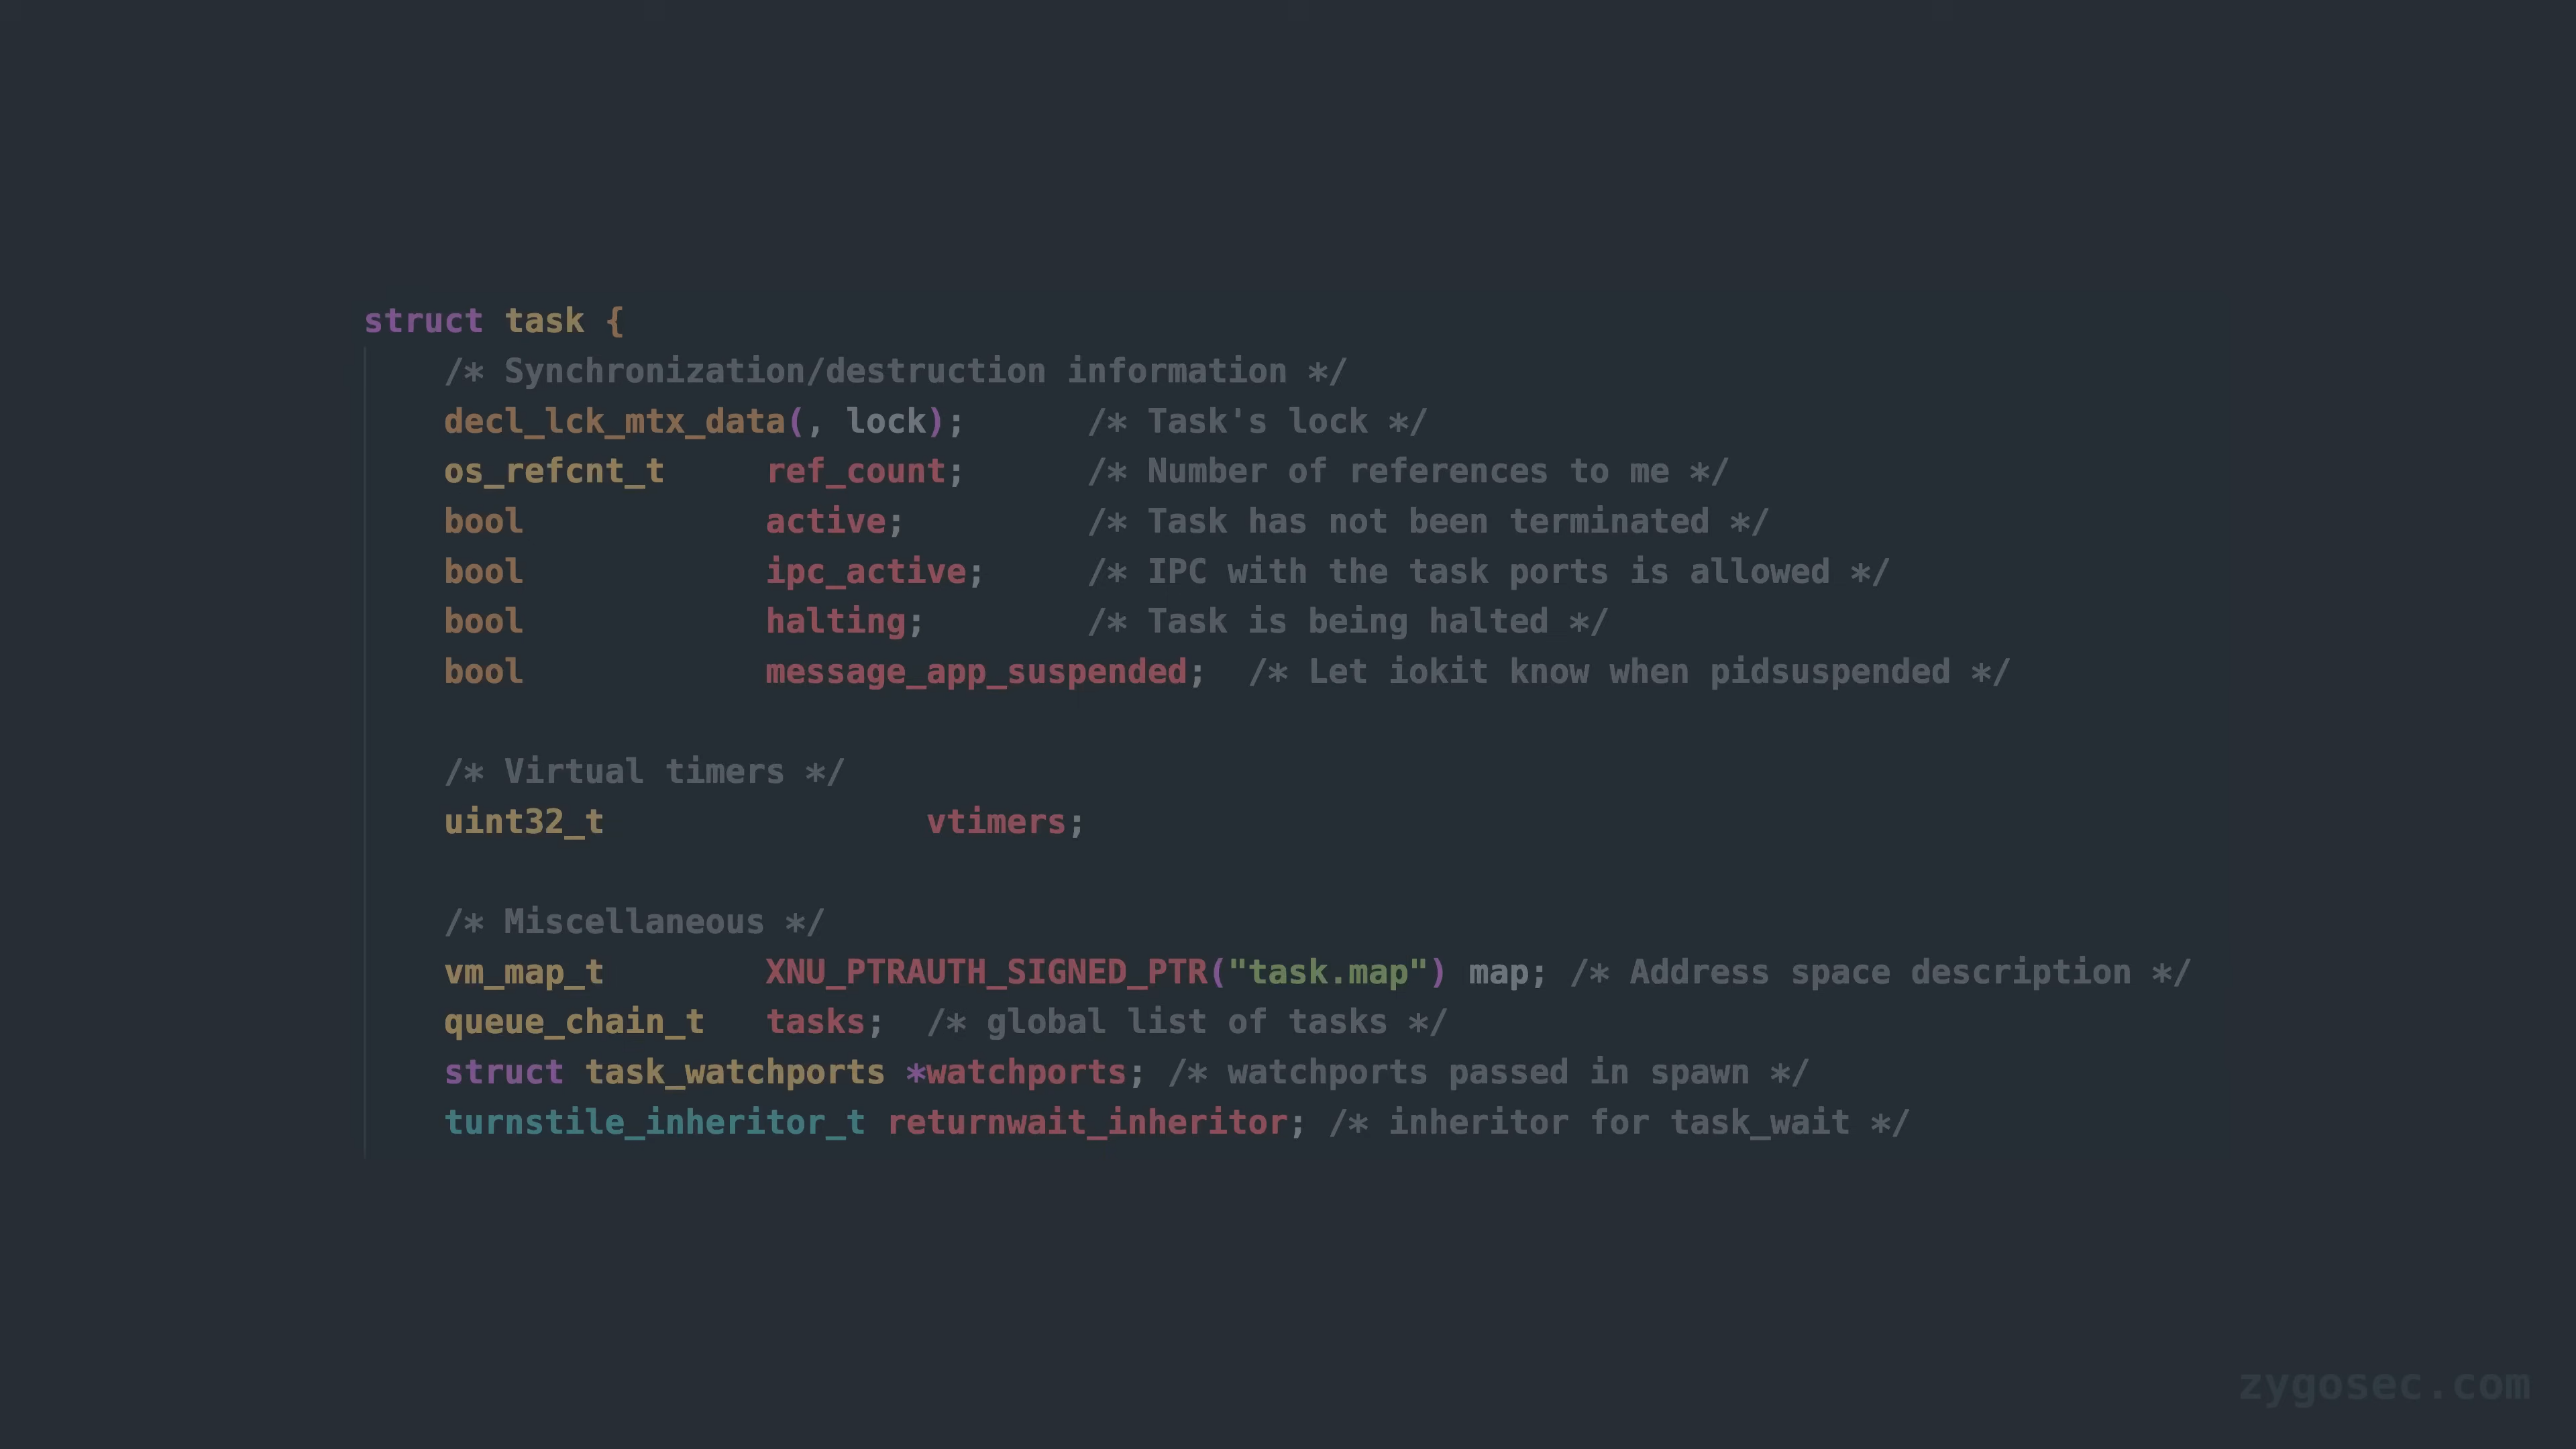 struct task {
    /* Synchronization/destruction information */
    decl_lck_mtx_data(, lock);      /* Task's lock */
    os_refcnt_t     ref_count;      /* Number of references to me */
    bool            active;         /* Task has not been terminated */
    bool            ipc_active;     /* IPC with the task ports is allowed */
    bool            halting;        /* Task is being halted */
    bool            message_app_suspended;  /* Let iokit know when pidsuspended */
    /* Virtual timers */
    uint32_t                vtimers;
    /* Miscellaneous */
    vm_map_t        XNU_PTRAUTH_SIGNED_PTR("task.map") map; /* Address space description */
    queue_chain_t   tasks;  /* global list of tasks */
    struct task_watchports *watchports; /* watchports passed in spawn */
    turnstile_inheritor_t returnwait_inheritor; /* inheritor for task_wait */
zygosec.com